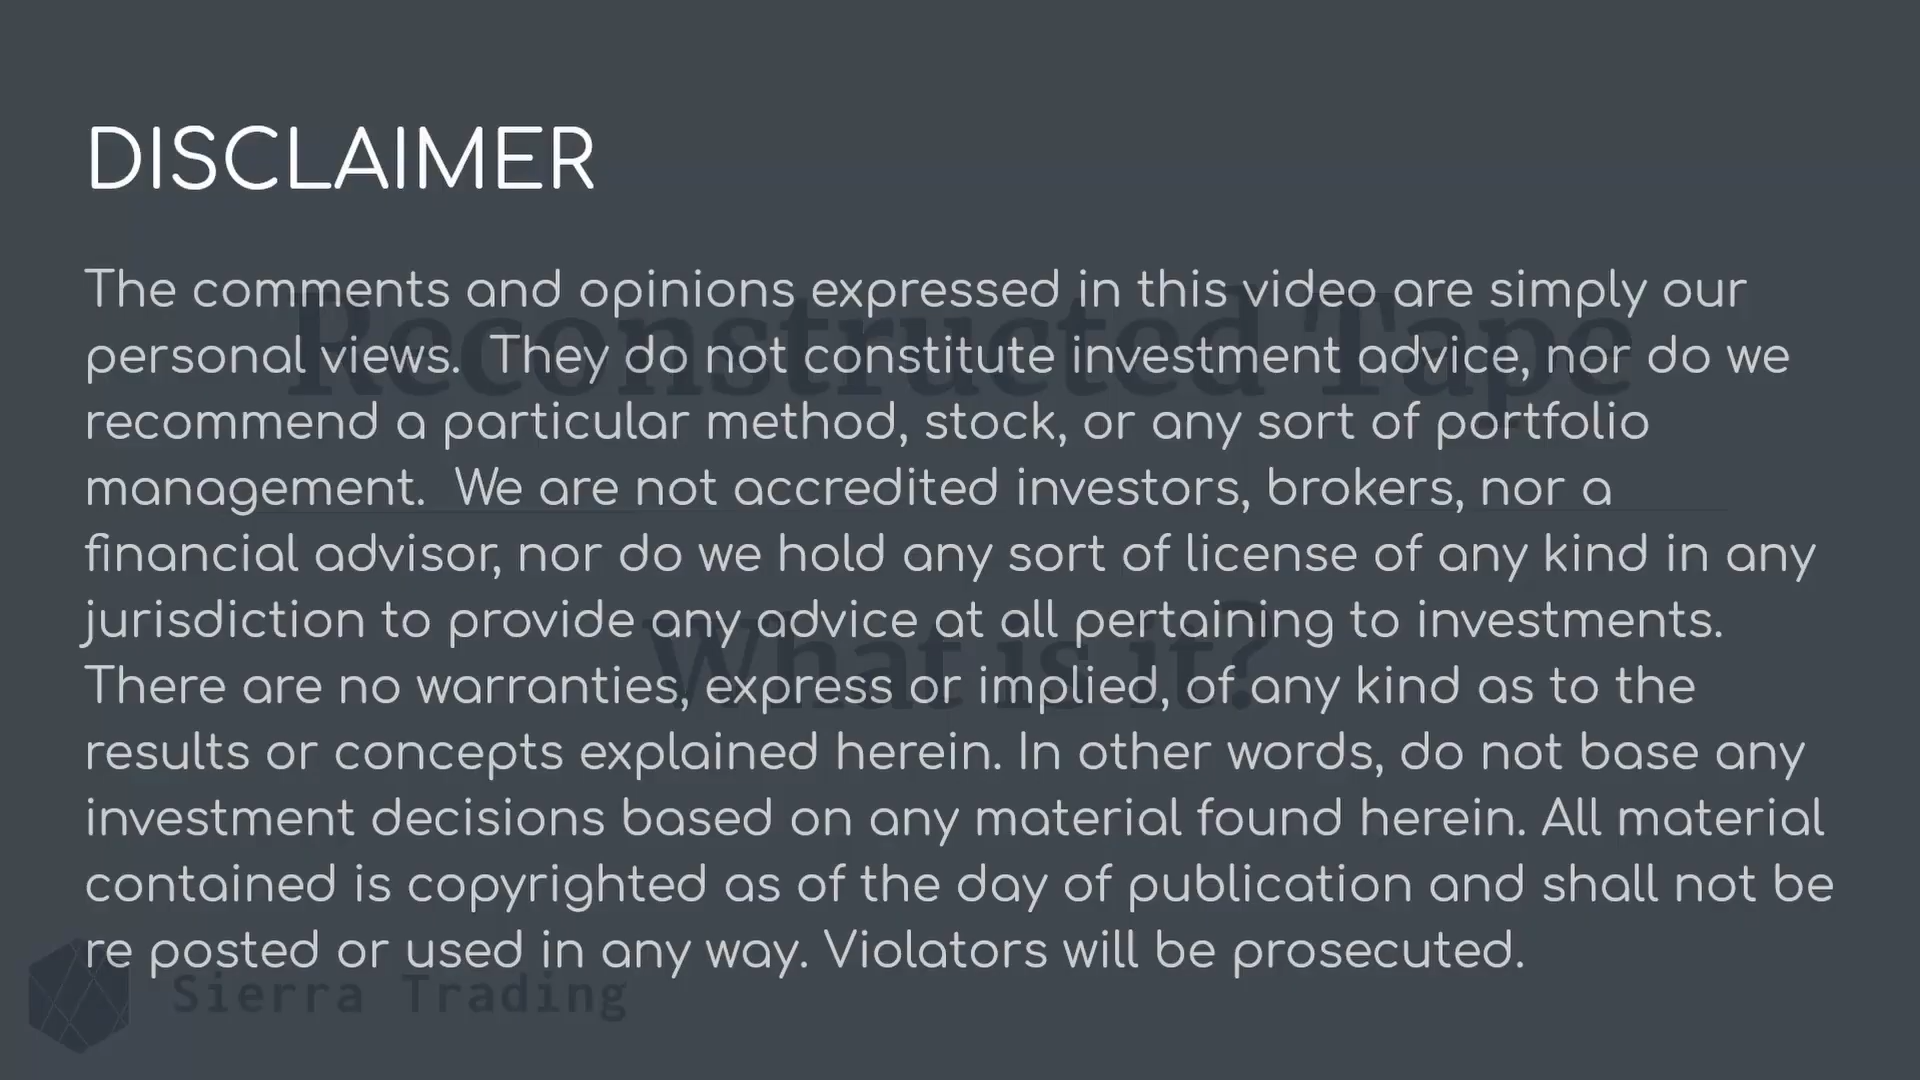 DISCLAIMER
The comments and opinions expressed in this video are simply our
personal views.  They do not constitute investment advice, nor do we
recommend a particular method, stock, or any sort of portfolio
management.  We are not accredited investors, brokers, nor a
financial advisor, nor do we hold any sort of license of any kind in any
jurisdiction to provide any advice at all pertaining to investments.
There are no warranties, express or implied, of any kind as to the
results or concepts explained herein. In other words, do not base any
investment decisions based on any material found herein. All material
contained is copyrighted as of the day of publication and shall not be
re posted or used in any way. Violators will be prosecuted.
Reconstructed Tape
What is it?
Sierra Trading